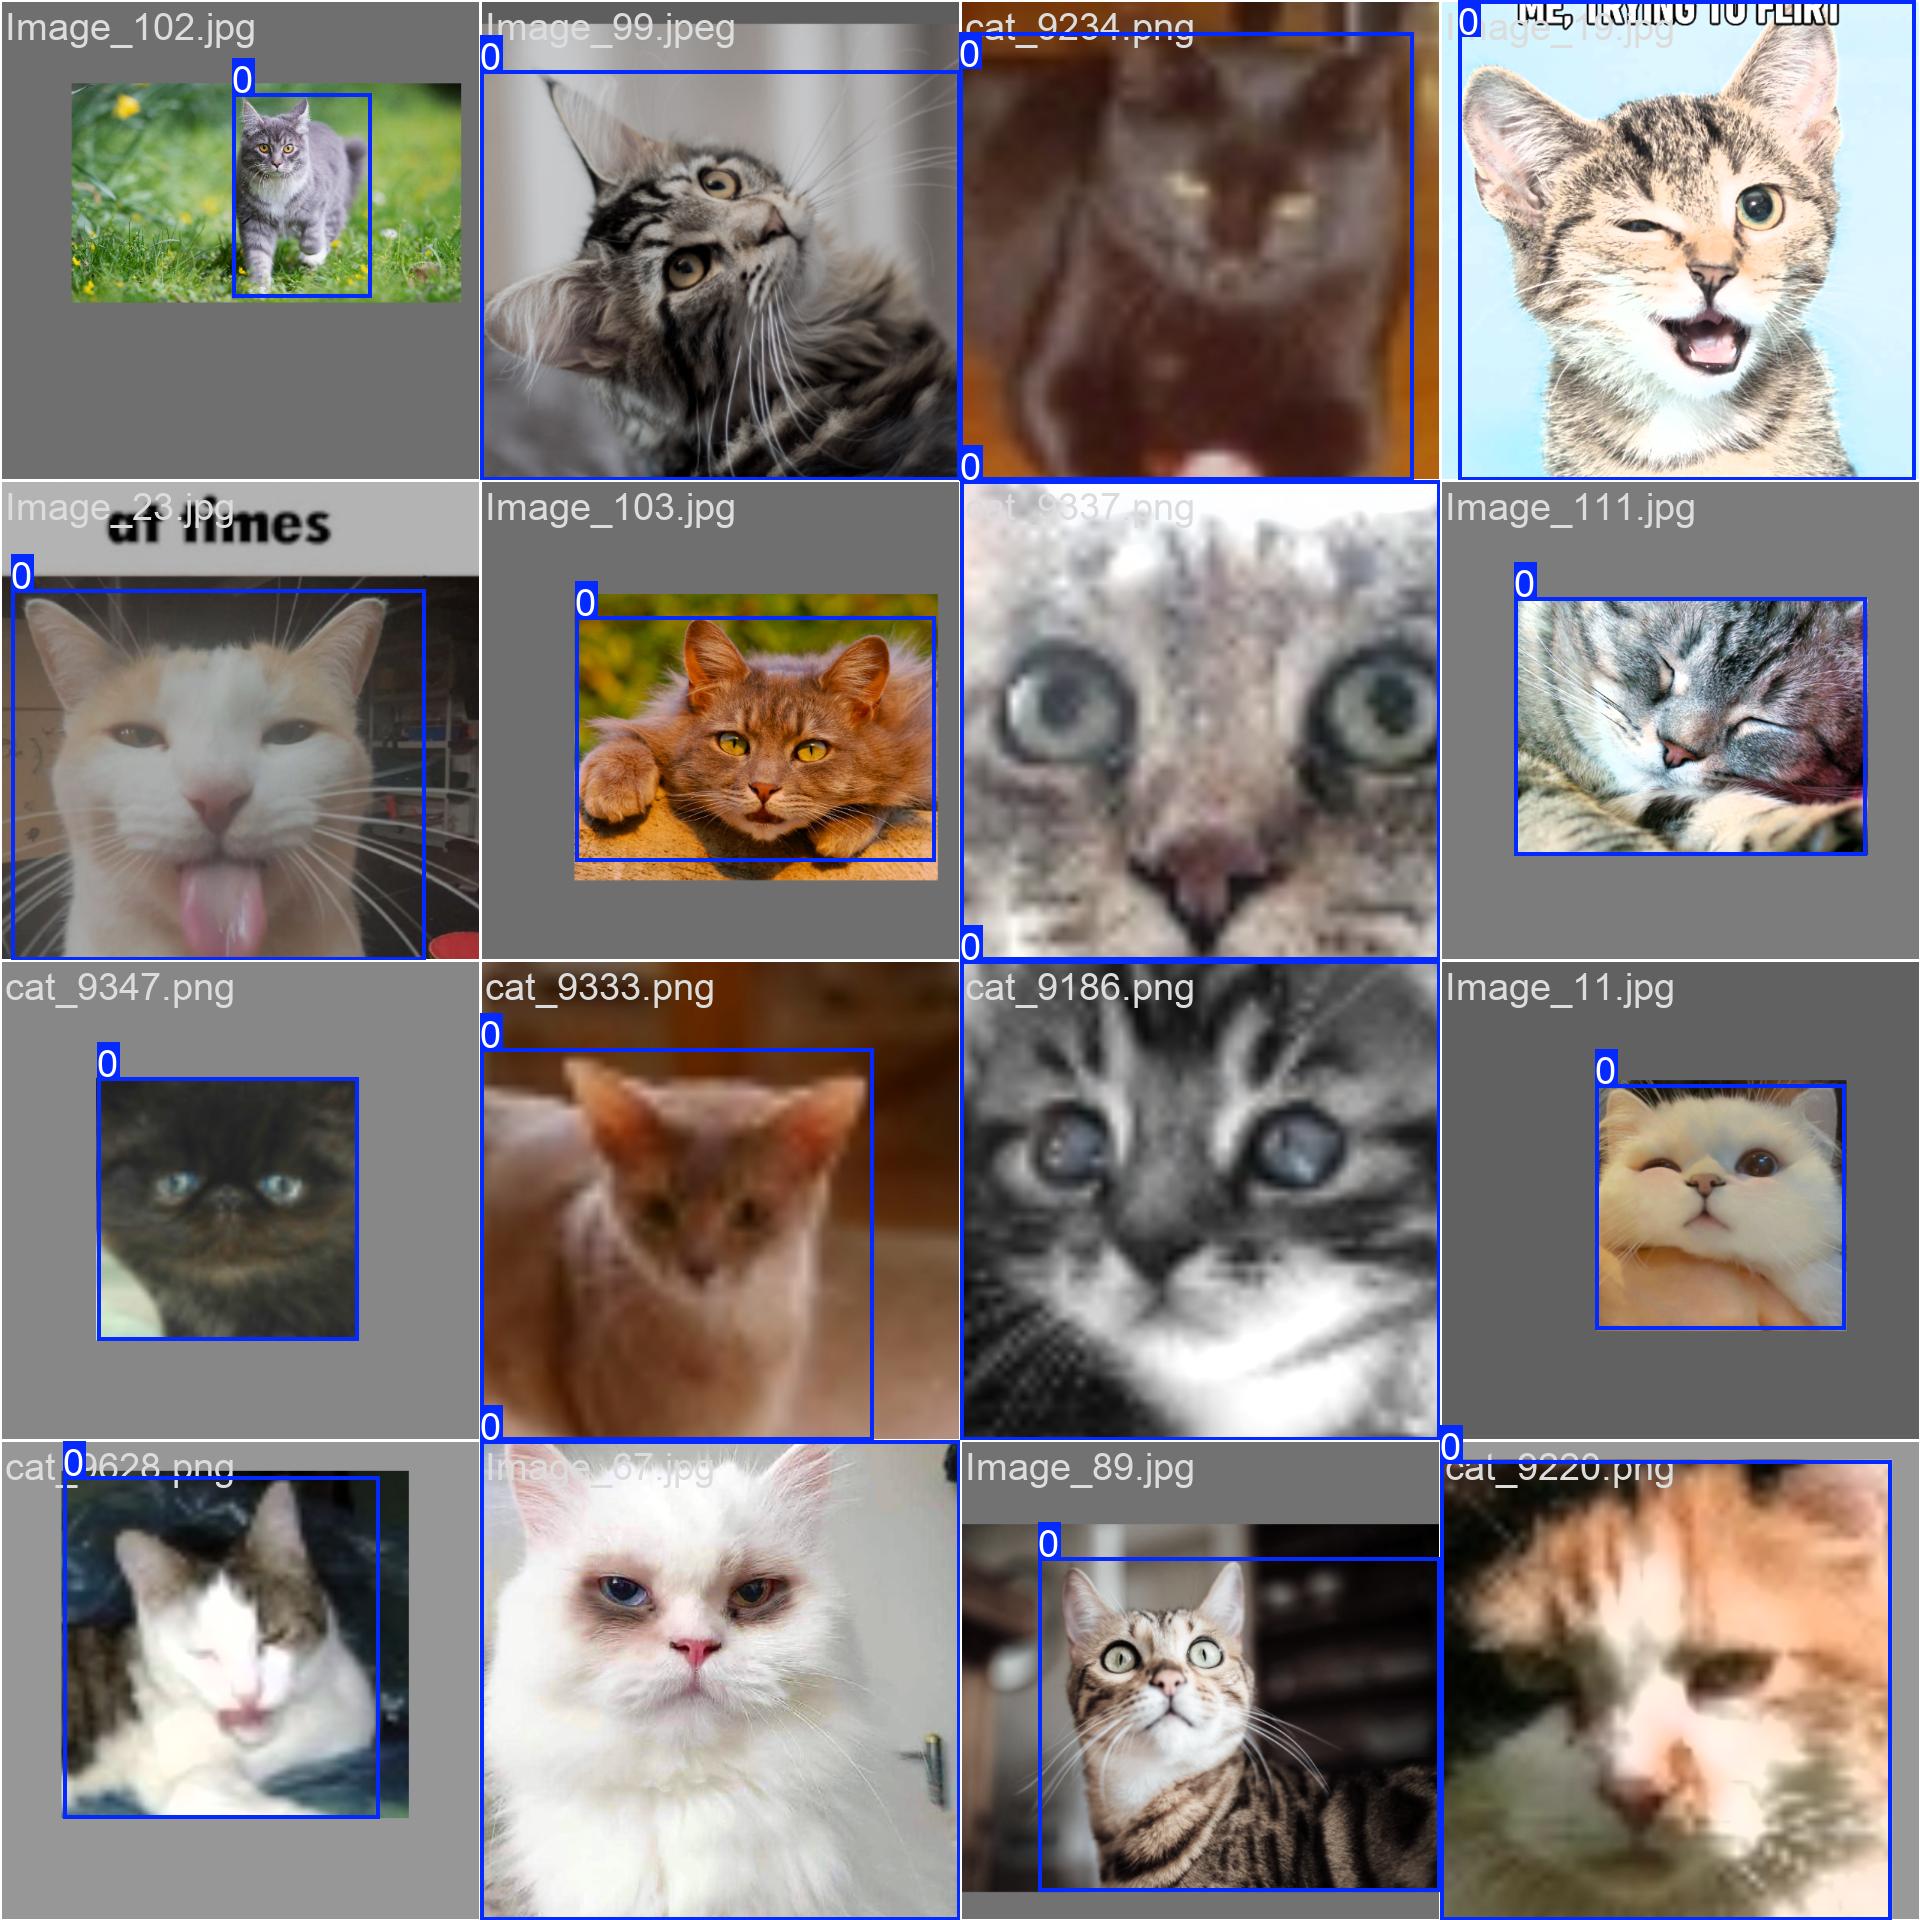 Image_102.jpg
0
Image_99.jpeg
0
cat_9234.png
0
0
ME, TRYING TO FLIRT
Image_19.jpg
0
Image_23.jpg
at times
0
Image_103.jpg
0
cat_9337.png
0
Image_111.jpg
0
cat_9347.png
0
cat_9333.png
0
0
cat_9186.png
Image_11.jpg
0
cat_9628.png
0
Image_67.jpg
Image_89.jpg
0
cat_9220.png
0